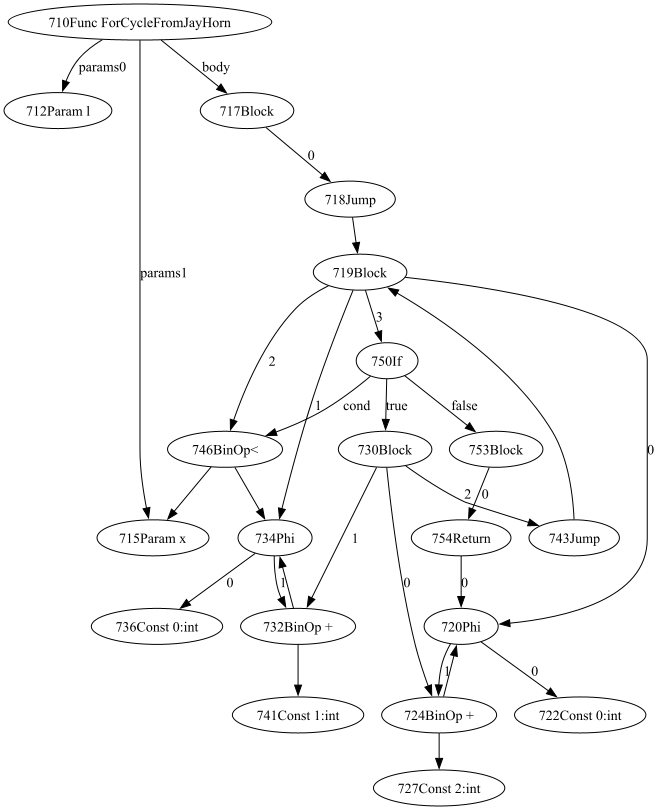 710Func ForCycleFromJayHorn
params0
body
712Param l
717Block
0
718Jump
params1
719Block
3
2
750If
1
cond
true
false
0
746BinOp<
730Block
753Block
2
0
715Param x
734Phi
1
754Return
743Jump
0
1
0
0
736Const 0:int
732BinOp +
720Phi
1
0
741Const 1:int
724BinOp +
722Const 0:int
727Const 2:int